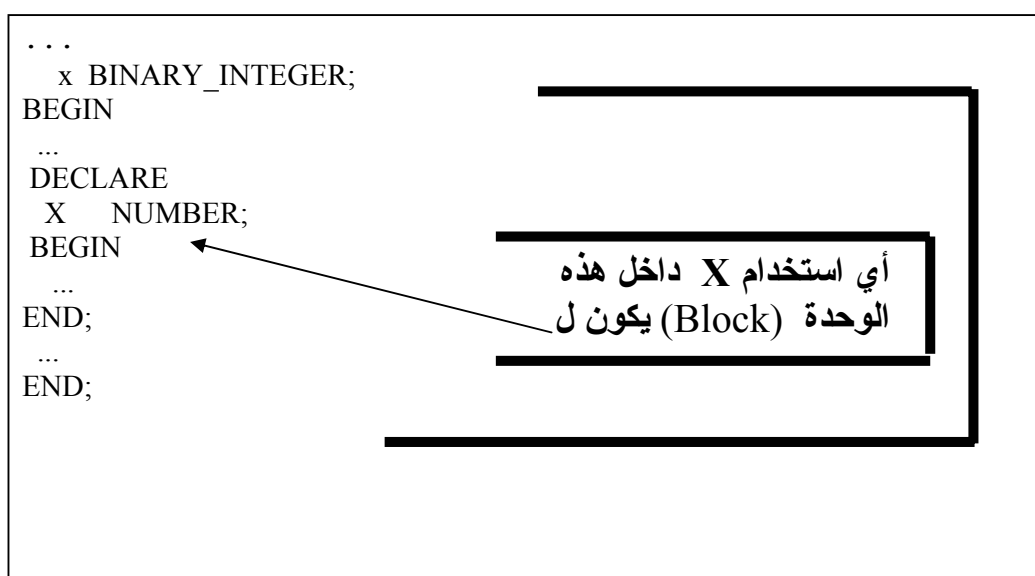 ...
x BINARY_INTEGER;
BEGIN
...
DECLARE
X NUMBER;
BEGIN
...
END;
...
END;
أي استخدام X داخل هذه
الوحدة (Block) يكون ل